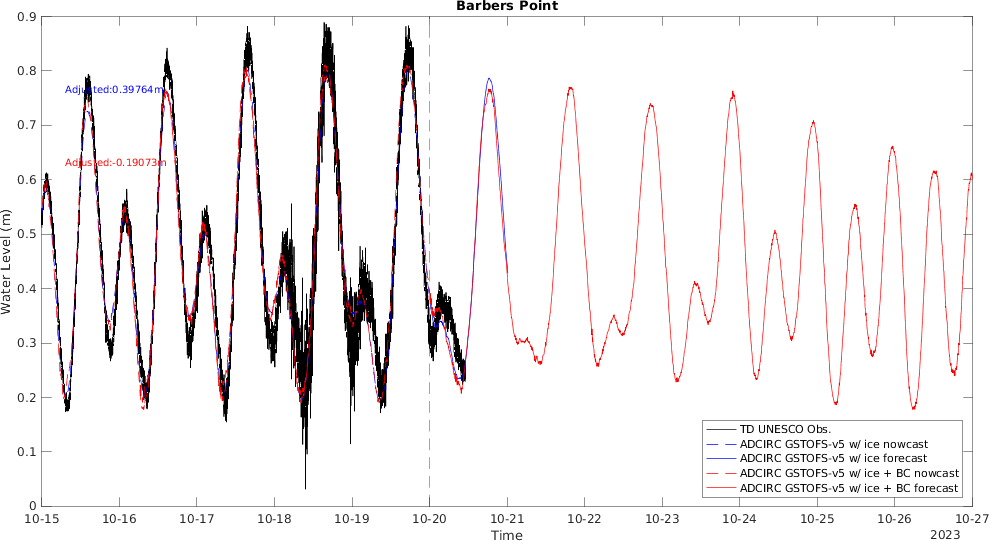 Barbers Point
0.9
0.8
0.7
0.6
0.5
0.4
0.3
0.2
0.1
0
Water Level (m)
Adjusted:0.39764m
Adjusted:-0.19073m
TD UNESCO Obs.
ADCIRC GSTOFS-v5 w/ ice nowcast
ADCIRC GSTOFS-v5 w/ ice forecast
ADCIRC GSTOFS-v5 w/ ice + BC nowcast
ADCIRC GSTOFS-v5 w/ ice + BC forecast
10-15 10-16 10-17 10-18 10-19 10-20 10-21 10-22 10-23 10-24 10-25 10-26 10-27
Time
2023